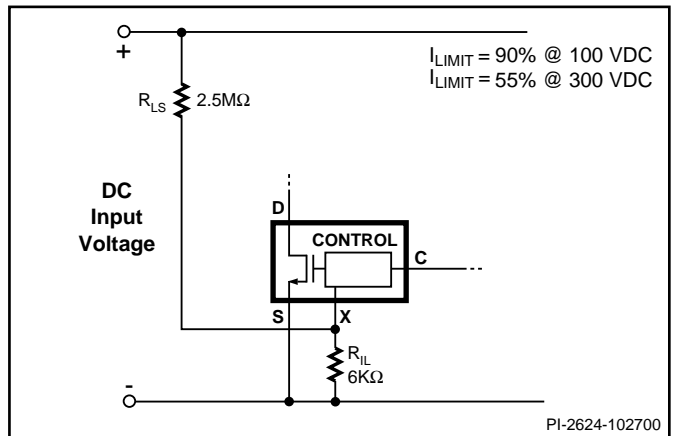 +
I_LIMIT = 90% @ 100 VDC
I_LIMIT = 55% @ 300 VDC
R_LS 2.5MΩ
DC
Input
Voltage
D
CONTROL
C
S
X
R_IL
6KΩ
-
PI-2624-102700